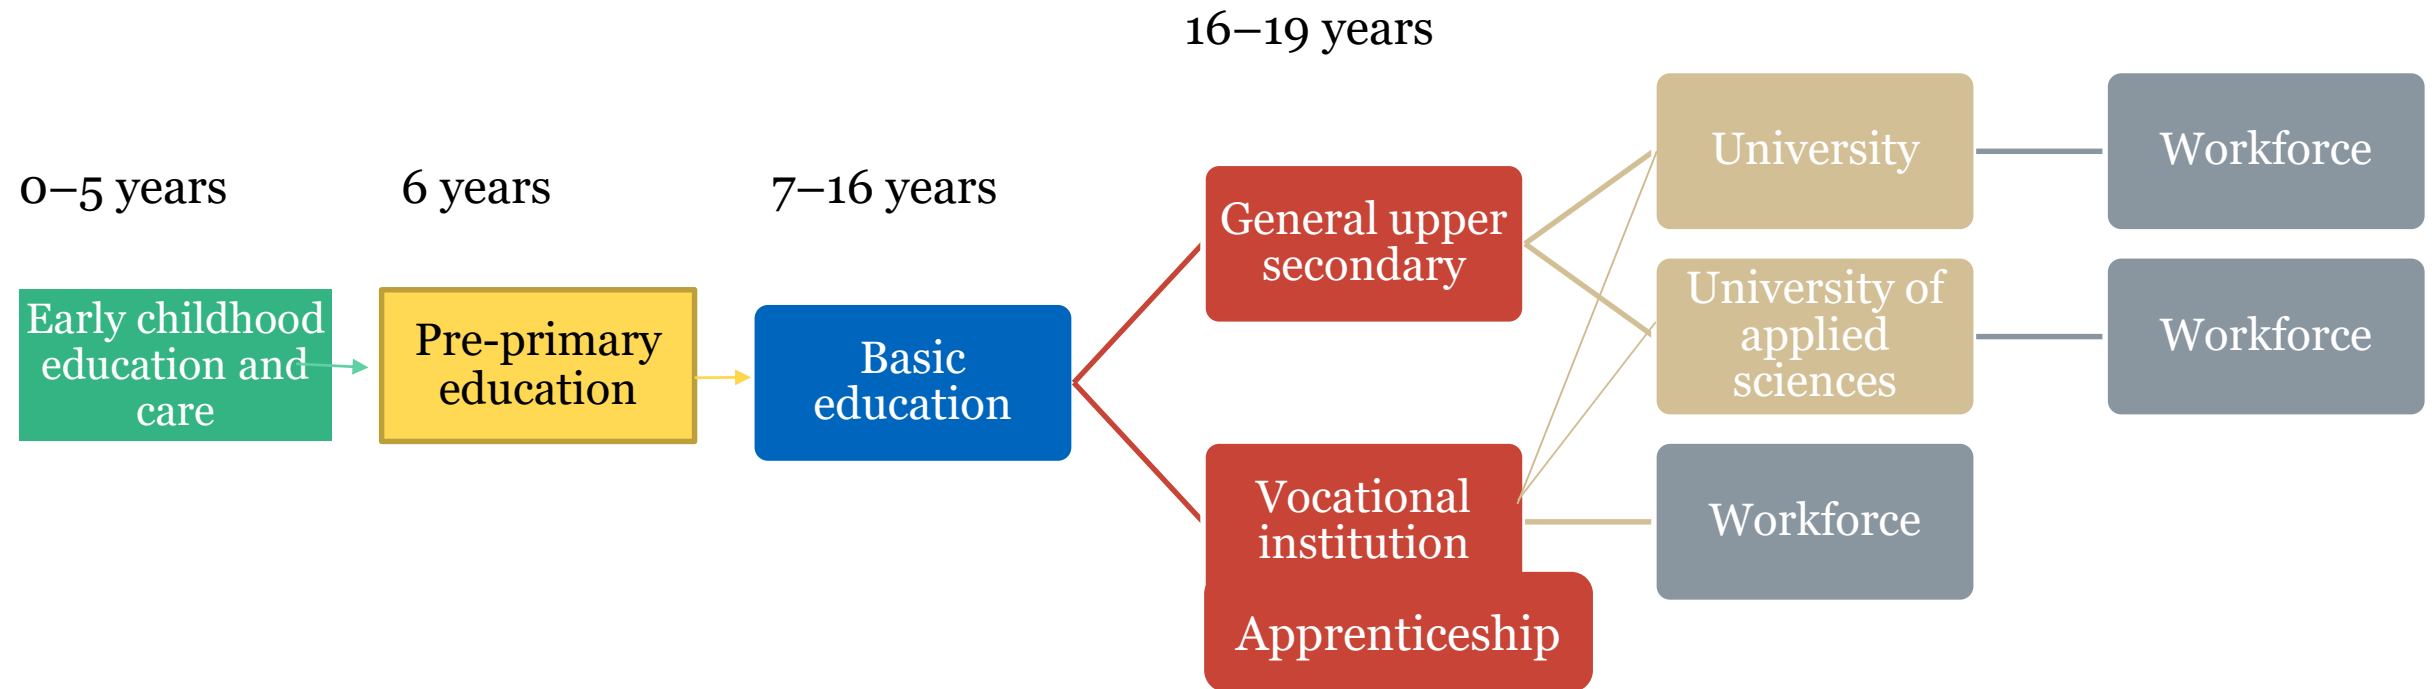 16–19 years
0–5 years
6 years
7–16 years
Early childhood
education and
care
Pre-primary
education
Basic
education
General upper
secondary
Vocational
institution
Apprenticeship
University
University of
applied
sciences
Workforce
Workforce
Workforce